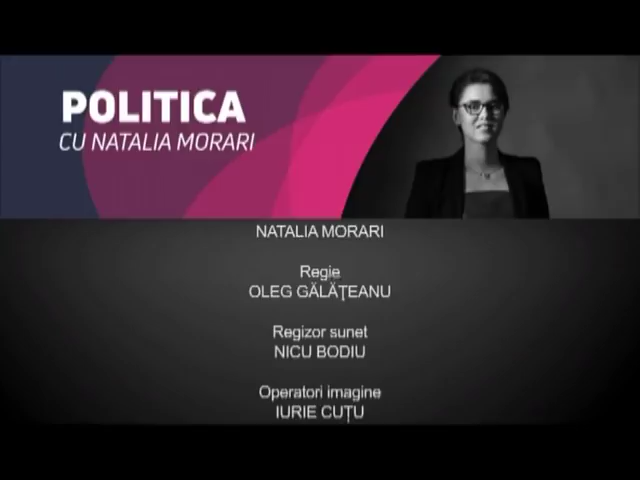 POLITICA
CU NATALIA MORARI
NATALIA MORARI
Regie
OLEG GĂLĂŢEANU
Regizor sunet
NICU BODIU
Operatori imagine
IURIE CUŢU